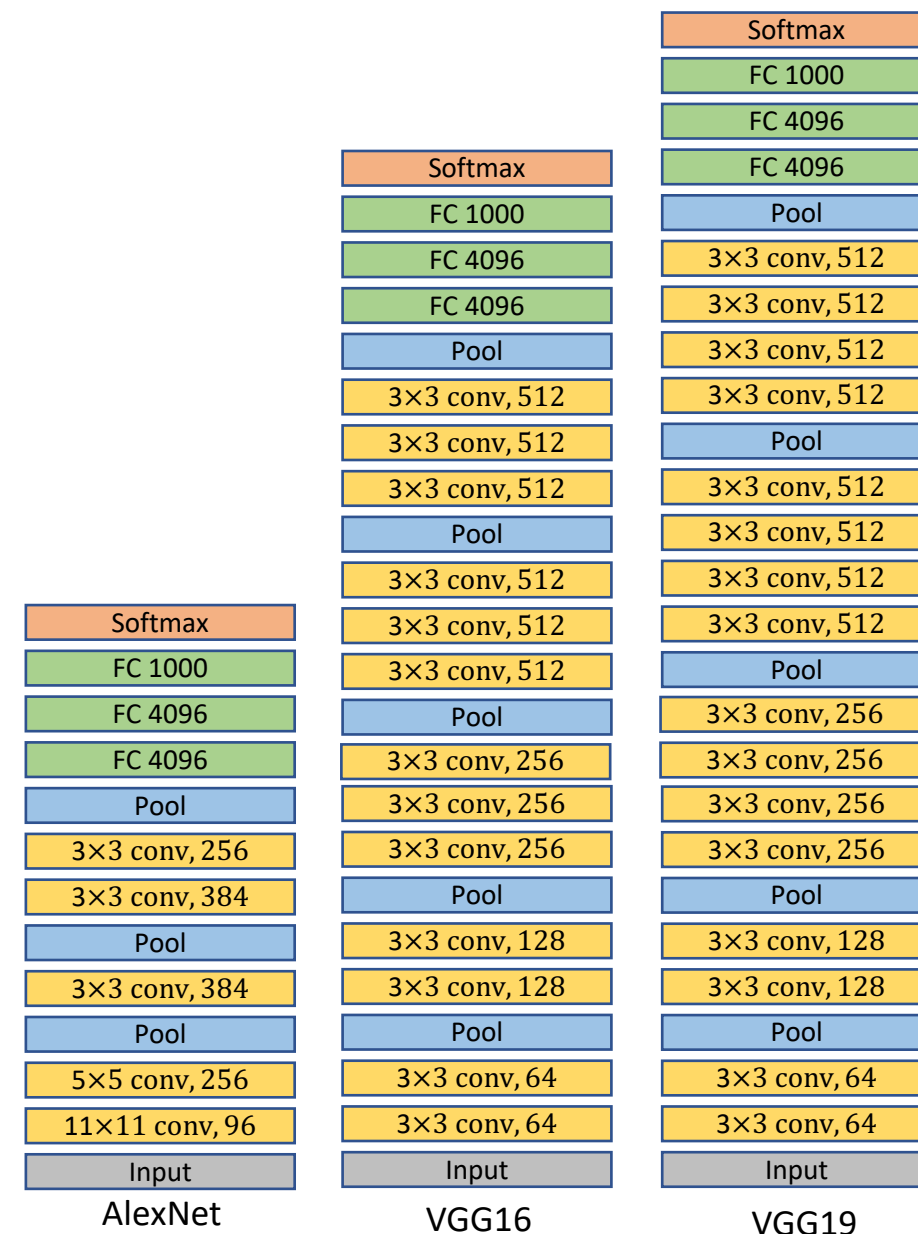 Softmax
FC 1000
FC 4096
FC 4096
Pool
3×3 conv, 256
3×3 conv, 384
Pool
3×3 conv, 384
Pool
5×5 conv, 256
11×11 conv, 96
Input
AlexNet
Softmax
FC 1000
FC 4096
FC 4096
Pool
3×3 conv, 512
3×3 conv, 512
3×3 conv, 512
Pool
3×3 conv, 512
3×3 conv, 512
3×3 conv, 512
Pool
3×3 conv, 256
3×3 conv, 256
3×3 conv, 256
Pool
3×3 conv, 128
3×3 conv, 128
Pool
3×3 conv, 64
3×3 conv, 64
Input
VGG16
Softmax
FC 1000
FC 4096
FC 4096
Pool
3×3 conv, 512
3×3 conv, 512
3×3 conv, 512
3×3 conv, 512
Pool
3×3 conv, 512
3×3 conv, 512
3×3 conv, 512
3×3 conv, 512
Pool
3×3 conv, 256
3×3 conv, 256
3×3 conv, 256
3×3 conv, 256
Pool
3×3 conv, 128
3×3 conv, 128
Pool
3×3 conv, 64
3×3 conv, 64
Input
VGG19